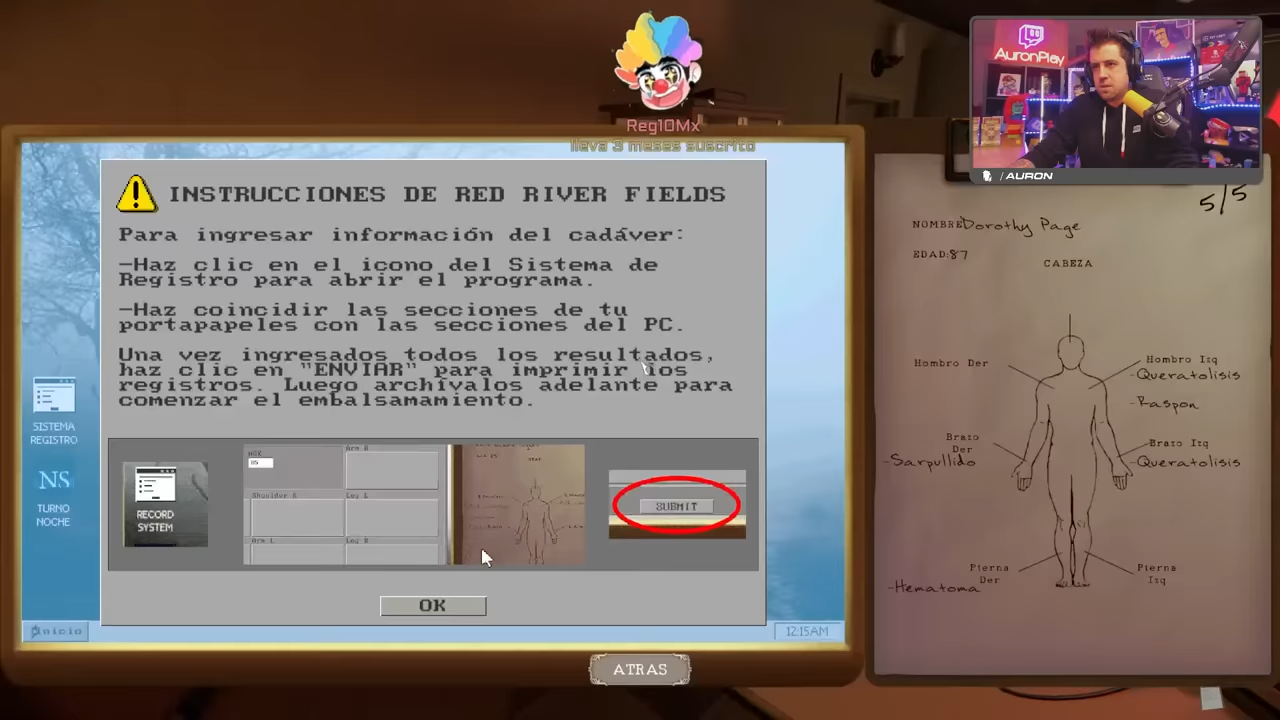 AuronPlay
Reg10Mx
lleva 3 meses suscrito
/AURON
INSTRUCCIONES DE RED RIVER FIELDS
Para ingresar información del cadáver:
-Haz clic en el icono del Sistema de
Registro para abrir el programa.
-Haz coincidir las secciones de tu
portapapeles con las secciones del PC.
Una vez ingresados todos los resultados,
haz clic en "ENVIAR" para imprimir los
registros. Luego archívalos adelante para
comenzar el embalsamamiento.
SISTEMA
REGISTRO
NS
TURNO
NOCHE
RECORD
SYSTEM
Arm R
Shoulder R
Leg L
Arm L
Leg R
SUBMIT
OK
Inicio
12:15AM
ATRAS
5/5
NOMBRE Dorothy Page
EDAD: 87
CABEZA
Hombro Der
Hombro Izq
-Queratolisis
-Raspon
Brazo
Der
-Sarpullido
Brazo Izq
-Queratolisis
Pierna
Der
-Hematoma
Pierna
Izq